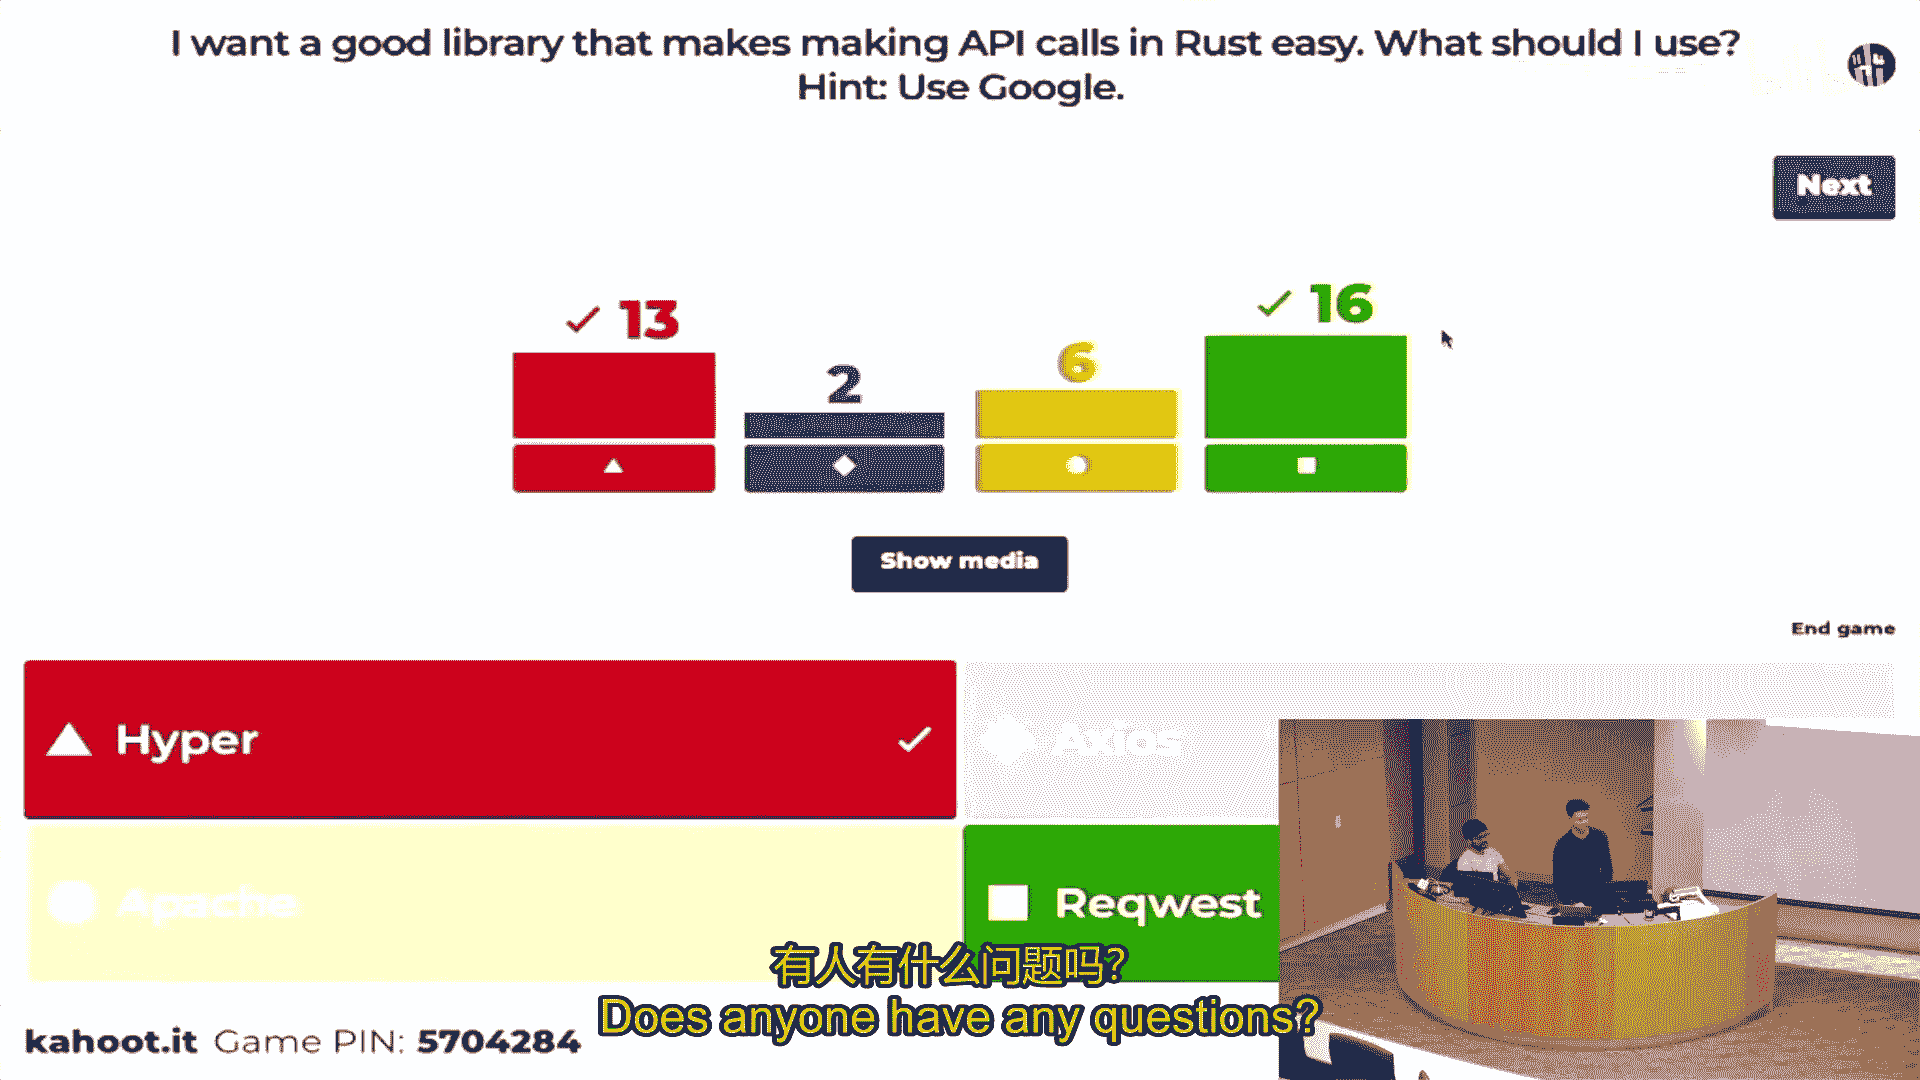 I want a good library that makes making API calls in Rust easy. What should I use?
Hint: Use Google.
Next
13
2
6
16
Show media
End game
Hyper
Axios
Apache
Reqwest
有人有什么问题吗?
Does anyone have any questions?
kahoot.it Game PIN: 5704284